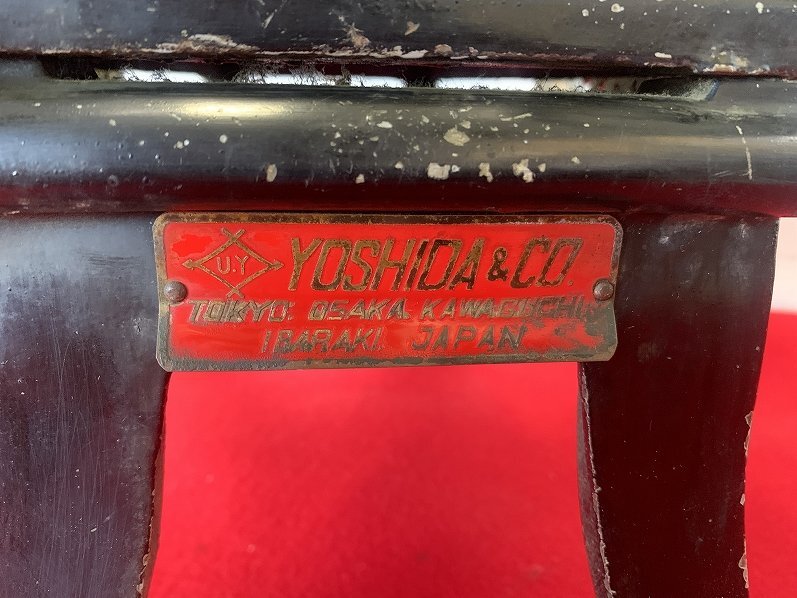 U.Y
YOSHIDA & CO.
TOKYO. OSAKA. KAWAGUCHI.
IBARAKI. JAPAN